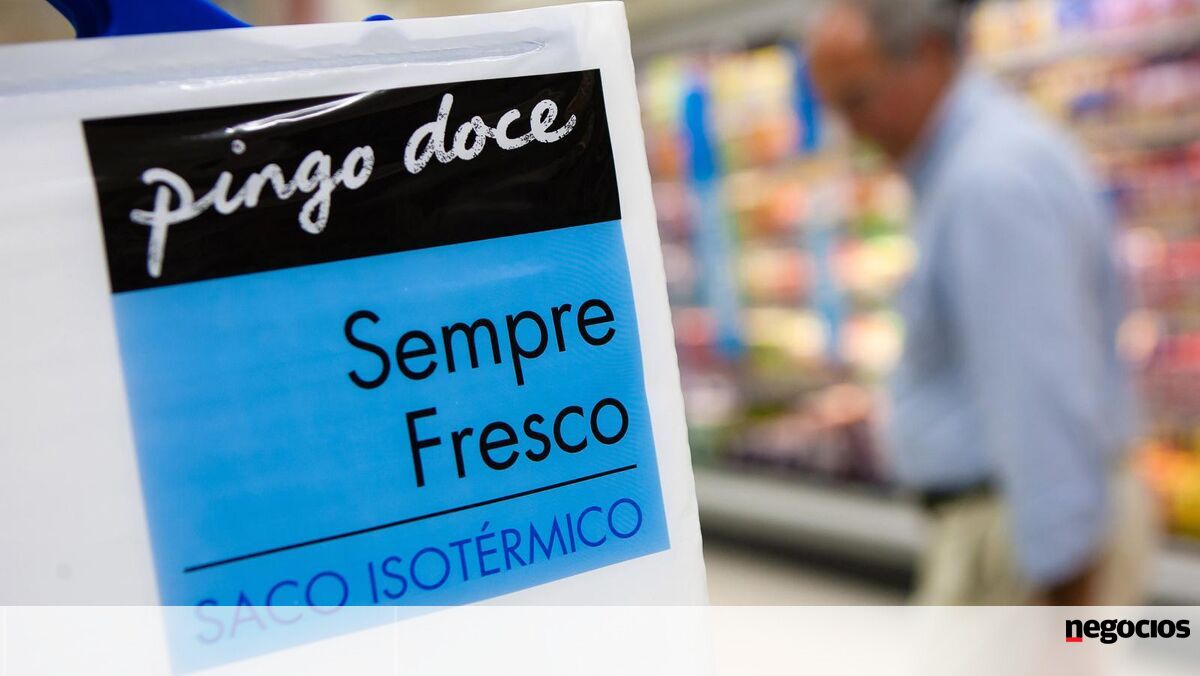 pingo doce
Sempre
Fresco
SACO ISOTÉRMICO
negocios